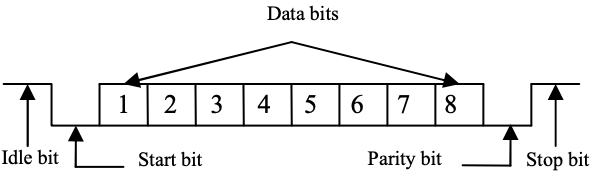 Data bits
1 2 3 4 5 6 7 8
Idle bit Start bit Parity bit Stop bit